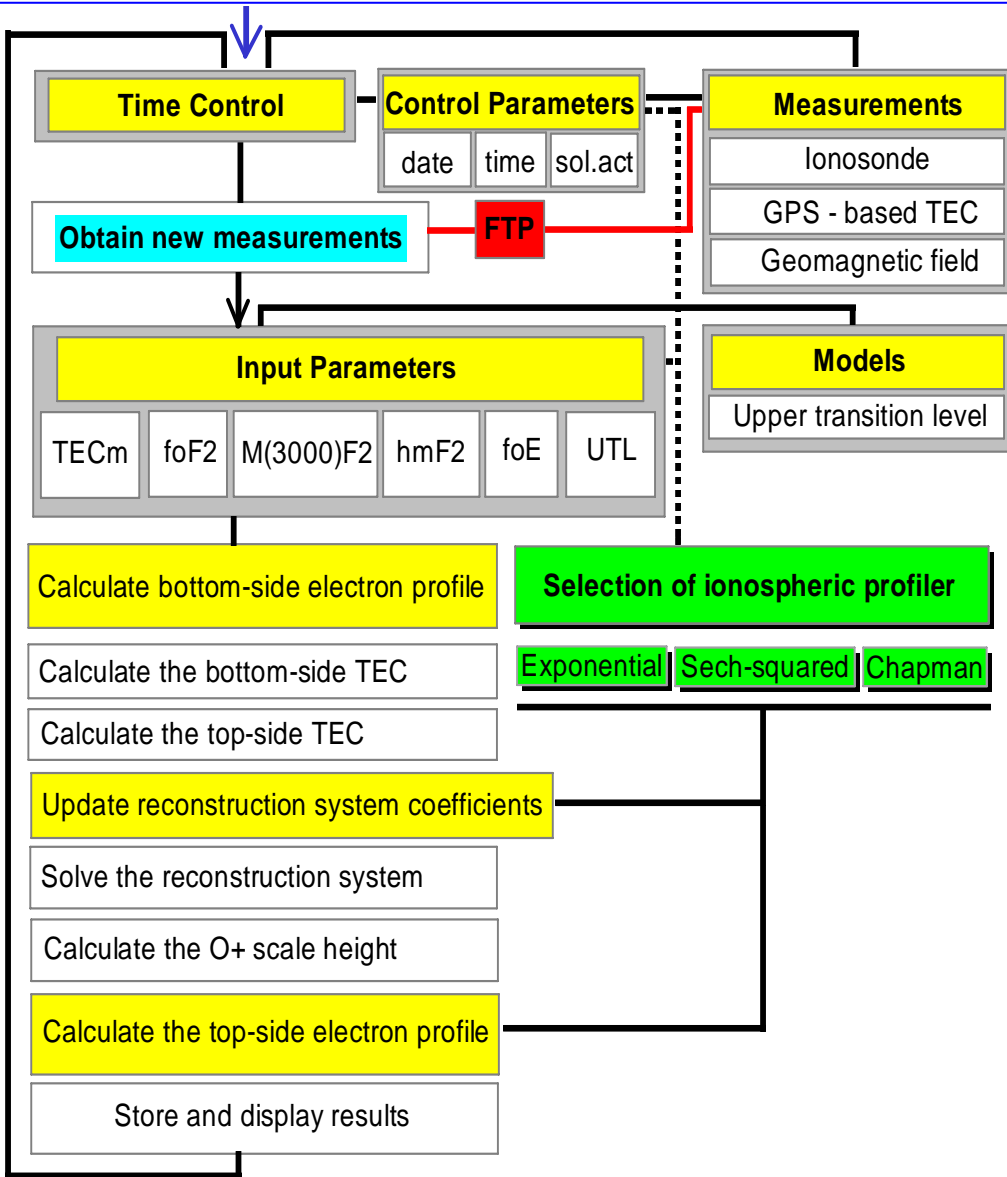 Time Control
Control Parameters
date time sol.act
Measurements
Ionosonde
GPS - based TEC
Geomagnetic field
Obtain new measurements
FTP
Input Parameters
TECm foF2 M(3000)F2 hmF2 foE UTL
Models
Upper transition level
Calculate bottom-side electron profile
Calculate the bottom-side TEC
Calculate the top-side TEC
Update reconstruction system coefficients
Solve the reconstruction system
Calculate the O+ scale height
Calculate the top-side electron profile
Store and display results
Selection of ionospheric profiler
Exponential Sech-squared Chapman